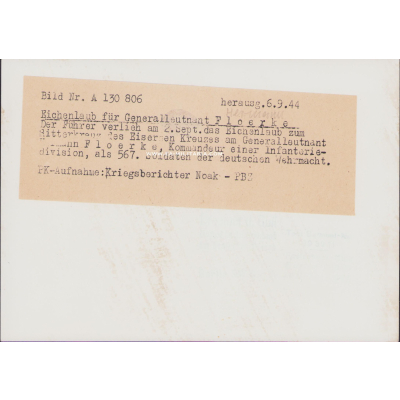 Bild Nr. A 130 806 herausg.6.9.44
Eichenlaub für Generalleutnant F l o e r k e
Der Führer verlieh am 2.Sept.das Eichenlaub zum
Ritterkreuz des Eisernen Kreuzes am Generalleutnant
F l o e r k e, Kommandeur einer Infanterie-
division, als 567. Soldaten der deutschen Wehrmacht.
PK-Aufnahme:Kriegsberichter Noak - PBZ